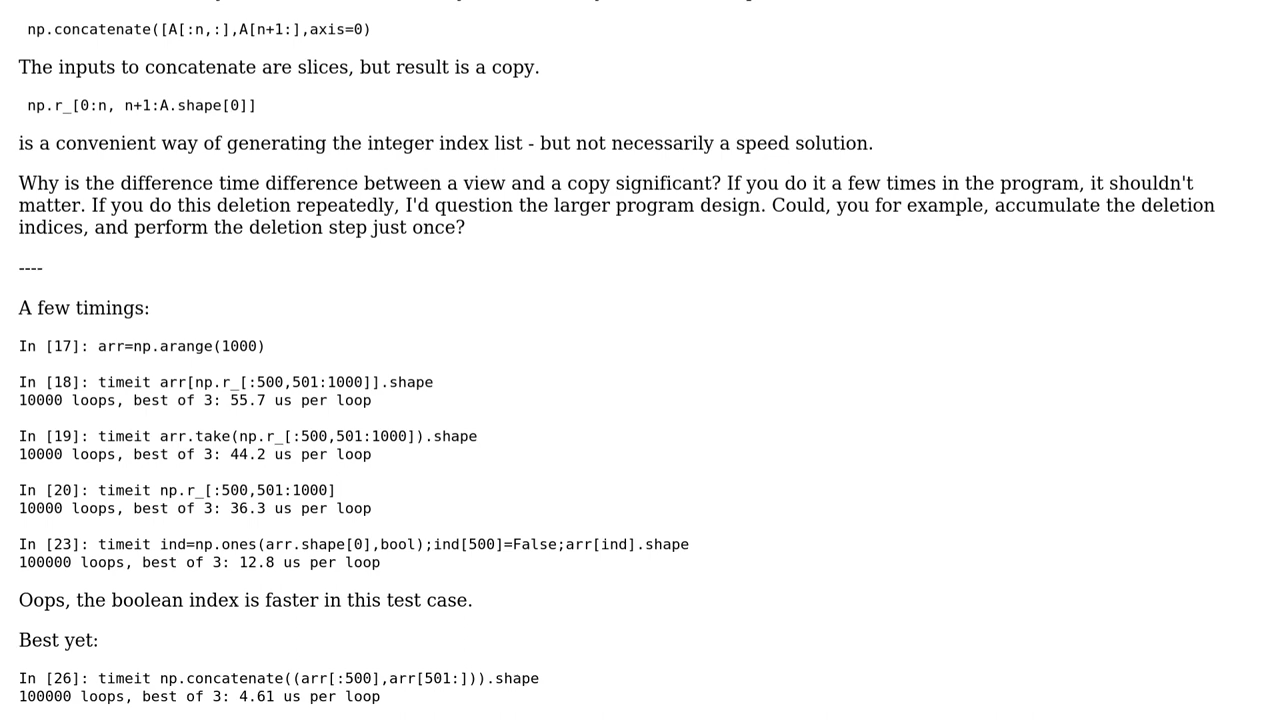 np.concatenate([A[:n,:],A[n+1:],axis=0)
The inputs to concatenate are slices, but result is a copy.
np.r_[0:n, n+1:A.shape[0]]
is a convenient way of generating the integer index list - but not necessarily a speed solution.
Why is the difference time difference between a view and a copy significant? If you do it a few times in the program, it shouldn't
matter. If you do this deletion repeatedly, I'd question the larger program design. Could, you for example, accumulate the deletion
indices, and perform the deletion step just once?
----
A few timings:
In [17]: arr=np.arange(1000)
In [18]: timeit arr[np.r_[:500,501:1000]].shape
10000 loops, best of 3: 55.7 us per loop
In [19]: timeit arr.take(np.r_[:500,501:1000]).shape
10000 loops, best of 3: 44.2 us per loop
In [20]: timeit np.r_[:500,501:1000]
10000 loops, best of 3: 36.3 us per loop
In [23]: timeit ind=np.ones(arr.shape[0],bool);ind[500]=False;arr[ind].shape
100000 loops, best of 3: 12.8 us per loop
Oops, the boolean index is faster in this test case.
Best yet:
In [26]: timeit np.concatenate((arr[:500],arr[501:])).shape
100000 loops, best of 3: 4.61 us per loop